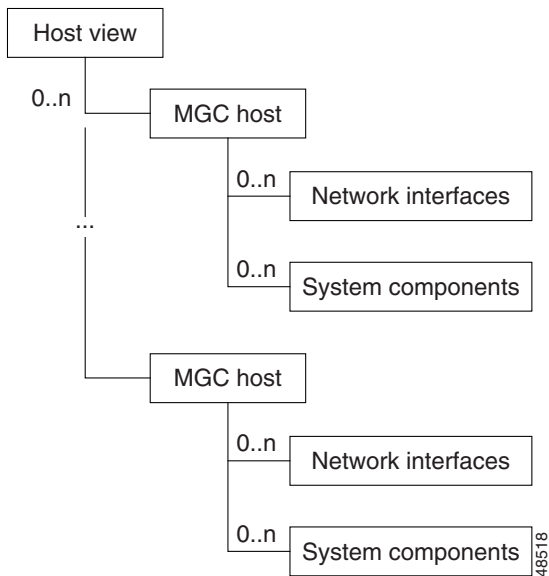 Host view
0..n
MGC host
0..n
Network interfaces
...
0..n
System components
MGC host
0..n
Network interfaces
0..n
System components
48518